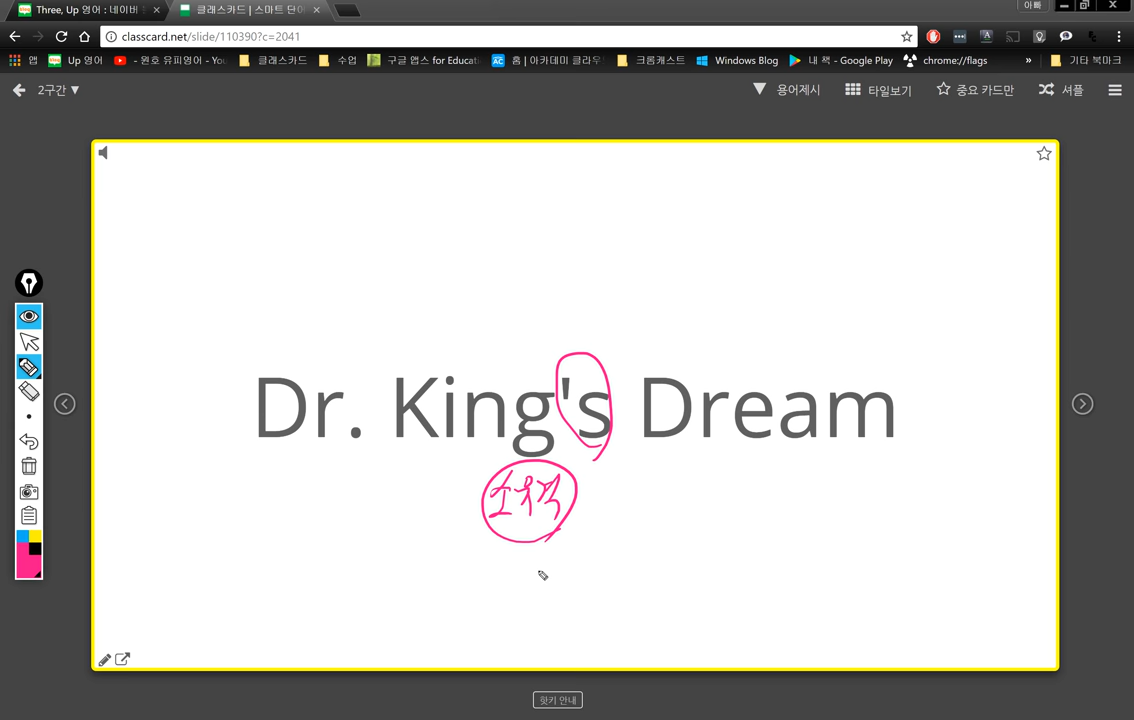 Three, Up 영어 : 네이버
클래스카드 | 스마트 단어
아빠
classcard.net/slide/110390?c=2041
앱
Up 영어
- 원호 유피영어 - You
클래스카드
수업
구글 앱스 for Educati
홈 | 아카데미 클라우드
크롬캐스트
Windows Blog
내 책 - Google Play
chrome://flags
»
기타 북마크
2구간 ▼
▼ 용어제시
타일보기
중요 카드만
셔플
Dr. King's Dream
소유격
핫키 안내